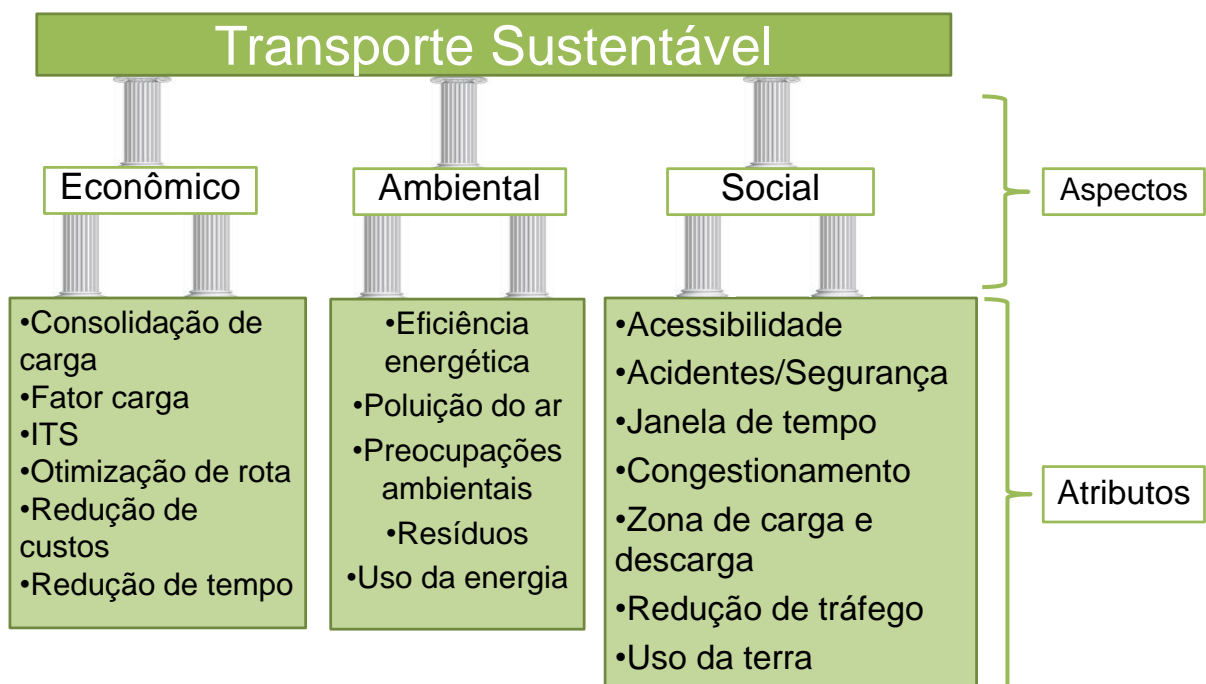 Transporte Sustentável
Econômico
Ambiental
Social
Aspectos
•Consolidação de
carga
•Fator carga
•ITS
•Otimização de rota
•Redução de
custos
•Redução de tempo
•Eficiência
energética
•Poluição do ar
•Preocupações
ambientais
•Resíduos
•Uso da energia
•Acessibilidade
•Acidentes/Segurança
•Janela de tempo
•Congestionamento
•Zona de carga e
descarga
•Redução de tráfego
•Uso da terra
Atributos